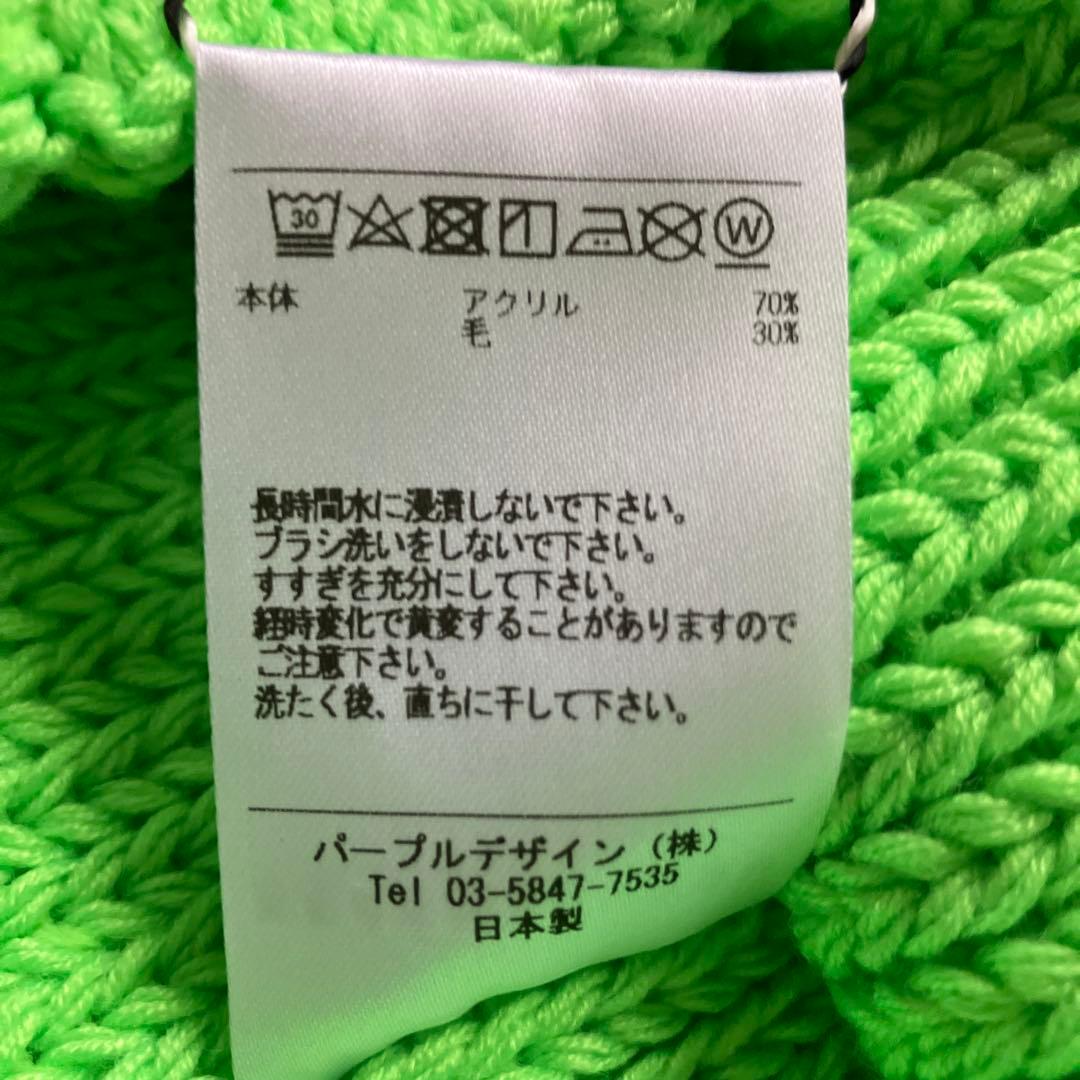 30
W
本体 アクリル 70%
毛 30%
長時間水に浸漬しないで下さい。
ブラシ洗いをしないで下さい。
すすぎを充分にして下さい。
経時変化で黄変することがありますので
ご注意下さい。
洗たく後、直ちに干して下さい。
パープルデザイン（株）
Tel 03-5847-7535
日本製